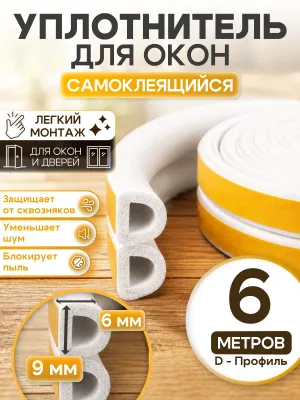 УПЛОТНИТЕЛЬ
ДЛЯ ОКОН
САМОКЛЕЯЩИЙСЯ
ЛЕГКИЙ
МОНТАЖ
ДЛЯ ОКОН
И ДВЕРЕЙ
Защищает
от сквозняков
Уменьшает
шум
Блокирует
пыль
6 мм
9 мм
6
МЕТРОВ
D - Профиль